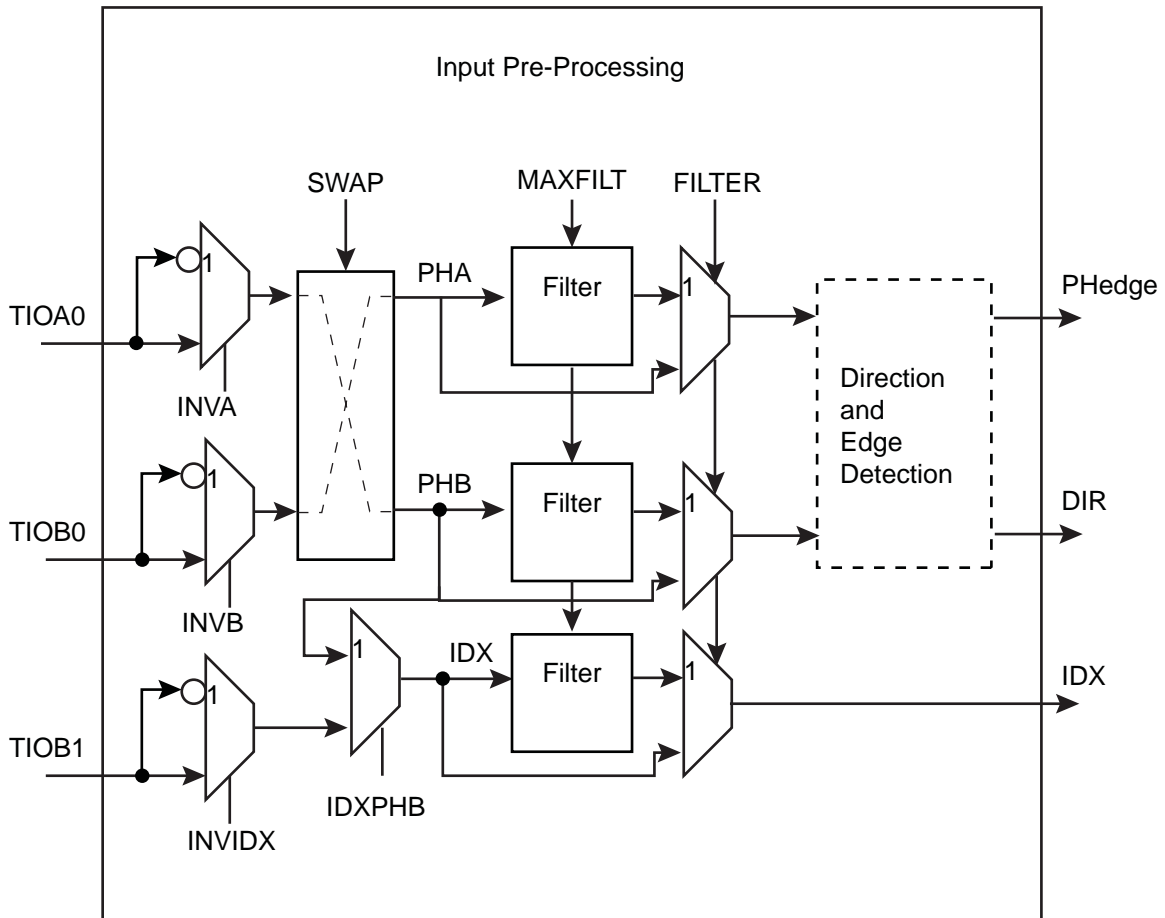 Input Pre-Processing
SWAP
MAXFILT
FILTER
1
PHA
Filter
1
PHedge
TIOA0
INVA
Direction
and
Edge
Detection
1
PHB
Filter
1
DIR
TIOB0
INVB
1
IDX
Filter
1
IDX
1
TIOB1
IDXPHB
INVIDX